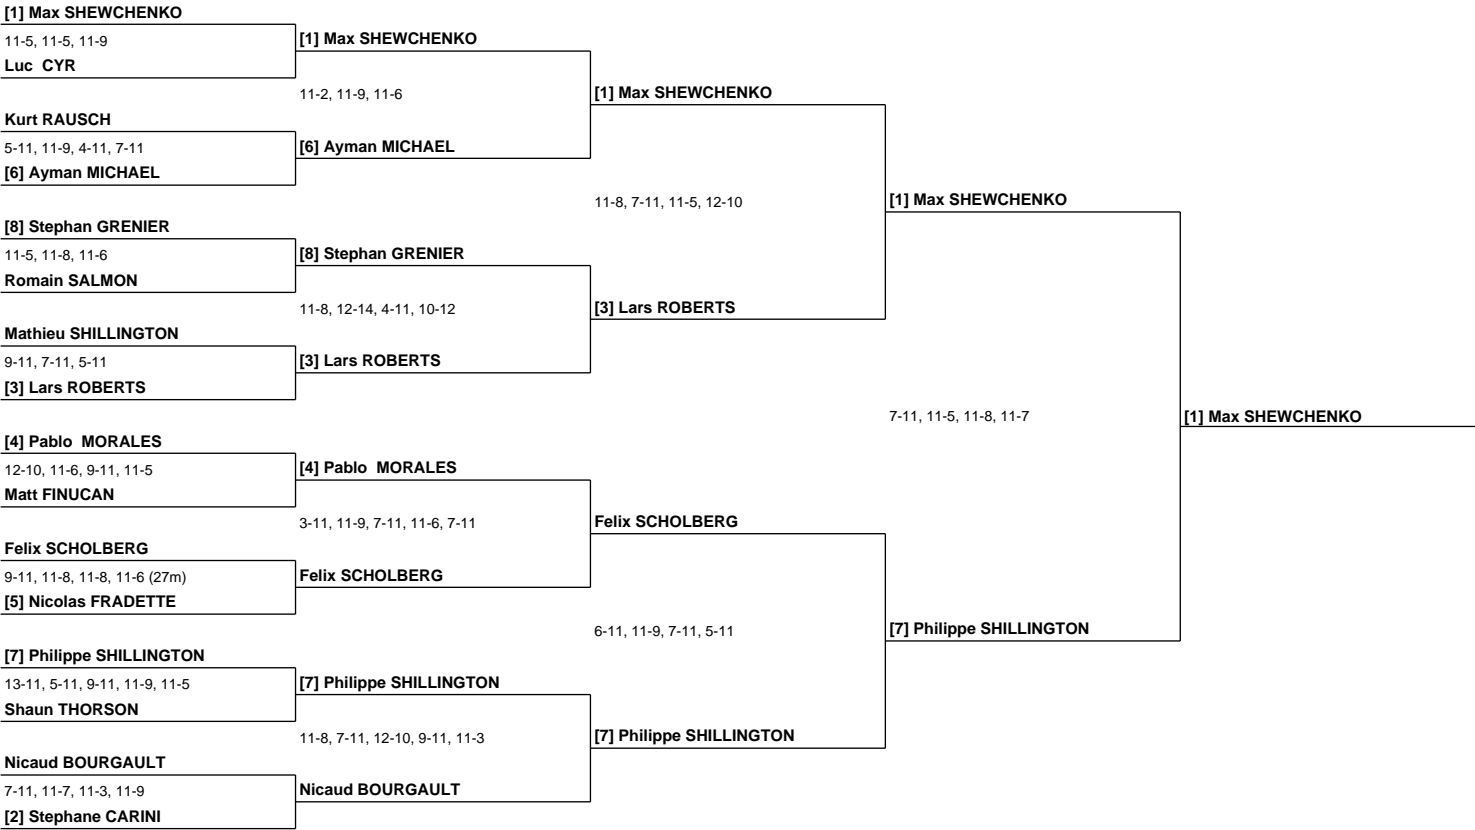 [1] Max SHEWCHENKO
11-5, 11-5, 11-9
Luc  CYR
Kurt RAUSCH
5-11, 11-9, 4-11, 7-11
[6] Ayman MICHAEL
[8] Stephan GRENIER
11-5, 11-8, 11-6
Romain SALMON
Mathieu SHILLINGTON
9-11, 7-11, 5-11
[3] Lars ROBERTS
[4] Pablo  MORALES
12-10, 11-6, 9-11, 11-5
Matt FINUCAN
Felix SCHOLBERG
9-11, 11-8, 11-8, 11-6 (27m)
[5] Nicolas FRADETTE
[7] Philippe SHILLINGTON
13-11, 5-11, 9-11, 11-9, 11-5
Shaun THORSON
Nicaud BOURGAULT
7-11, 11-7, 11-3, 11-9
[2] Stephane CARINI
[1] Max SHEWCHENKO
11-2, 11-9, 11-6
[6] Ayman MICHAEL
[8] Stephan GRENIER
11-8, 12-14, 4-11, 10-12
[3] Lars ROBERTS
[4] Pablo  MORALES
3-11, 11-9, 7-11, 11-6, 7-11
Felix SCHOLBERG
[7] Philippe SHILLINGTON
11-8, 7-11, 12-10, 9-11, 11-3
Nicaud BOURGAULT
[1] Max SHEWCHENKO
11-8, 7-11, 11-5, 12-10
[3] Lars ROBERTS
Felix SCHOLBERG
6-11, 11-9, 7-11, 5-11
[7] Philippe SHILLINGTON
[1] Max SHEWCHENKO
7-11, 11-5, 11-8, 11-7
[7] Philippe SHILLINGTON
[1] Max SHEWCHENKO